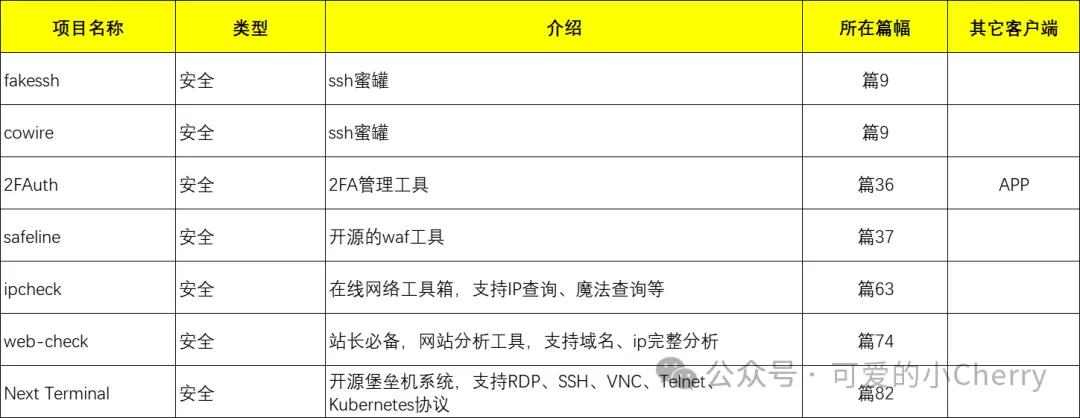 项目名称 类型 介绍 所在篇幅 其它客户端
fakessh 安全 ssh蜜罐 篇9
cowire 安全 ssh蜜罐 篇9
2FAuth 安全 2FA管理工具 篇36 APP
safeline 安全 开源的waf工具 篇37
ipcheck 安全 在线网络工具箱，支持IP查询、魔法查询等 篇63
web-check 安全 站长必备，网站分析工具，支持域名、ip完整分析 篇74
Next Terminal 安全 开源堡垒机系统，支持RDP、SSH、VNC、Telnet、
Kubernetes协议 篇82
公众号·可爱的小Cherry